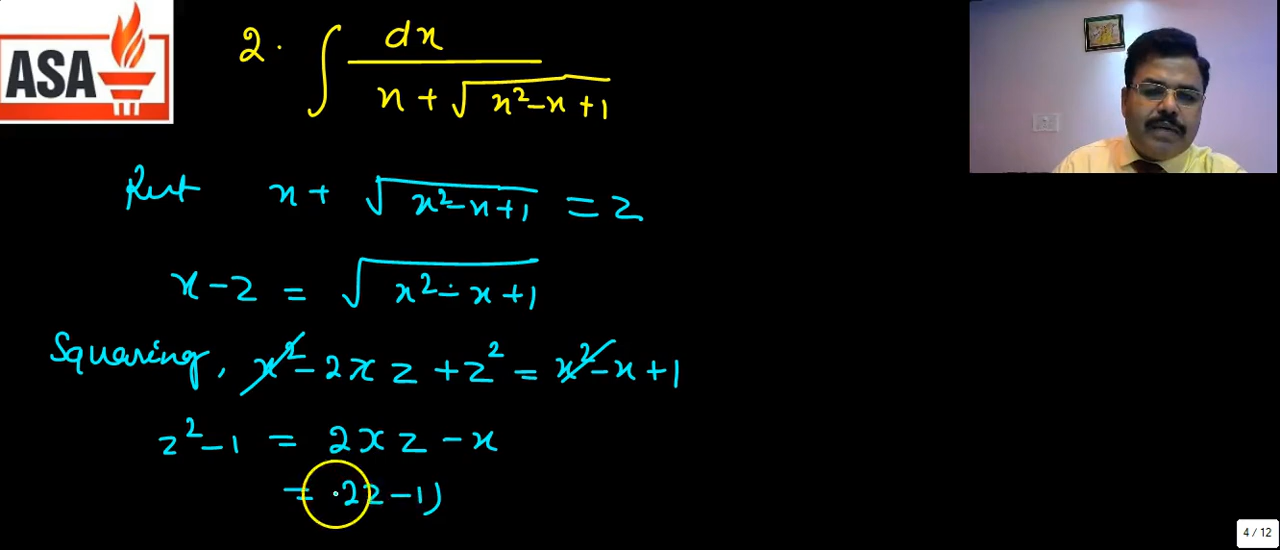 ASA
2. ∫ dx / x + √x²-x+1
Put x + √x²-x+1 = z
x-z = √x²-x+1
Squaring, x² - 2xz + z² = x² - x + 1
z² - 1 = 2xz - x
= 2z - 1)
4 / 12